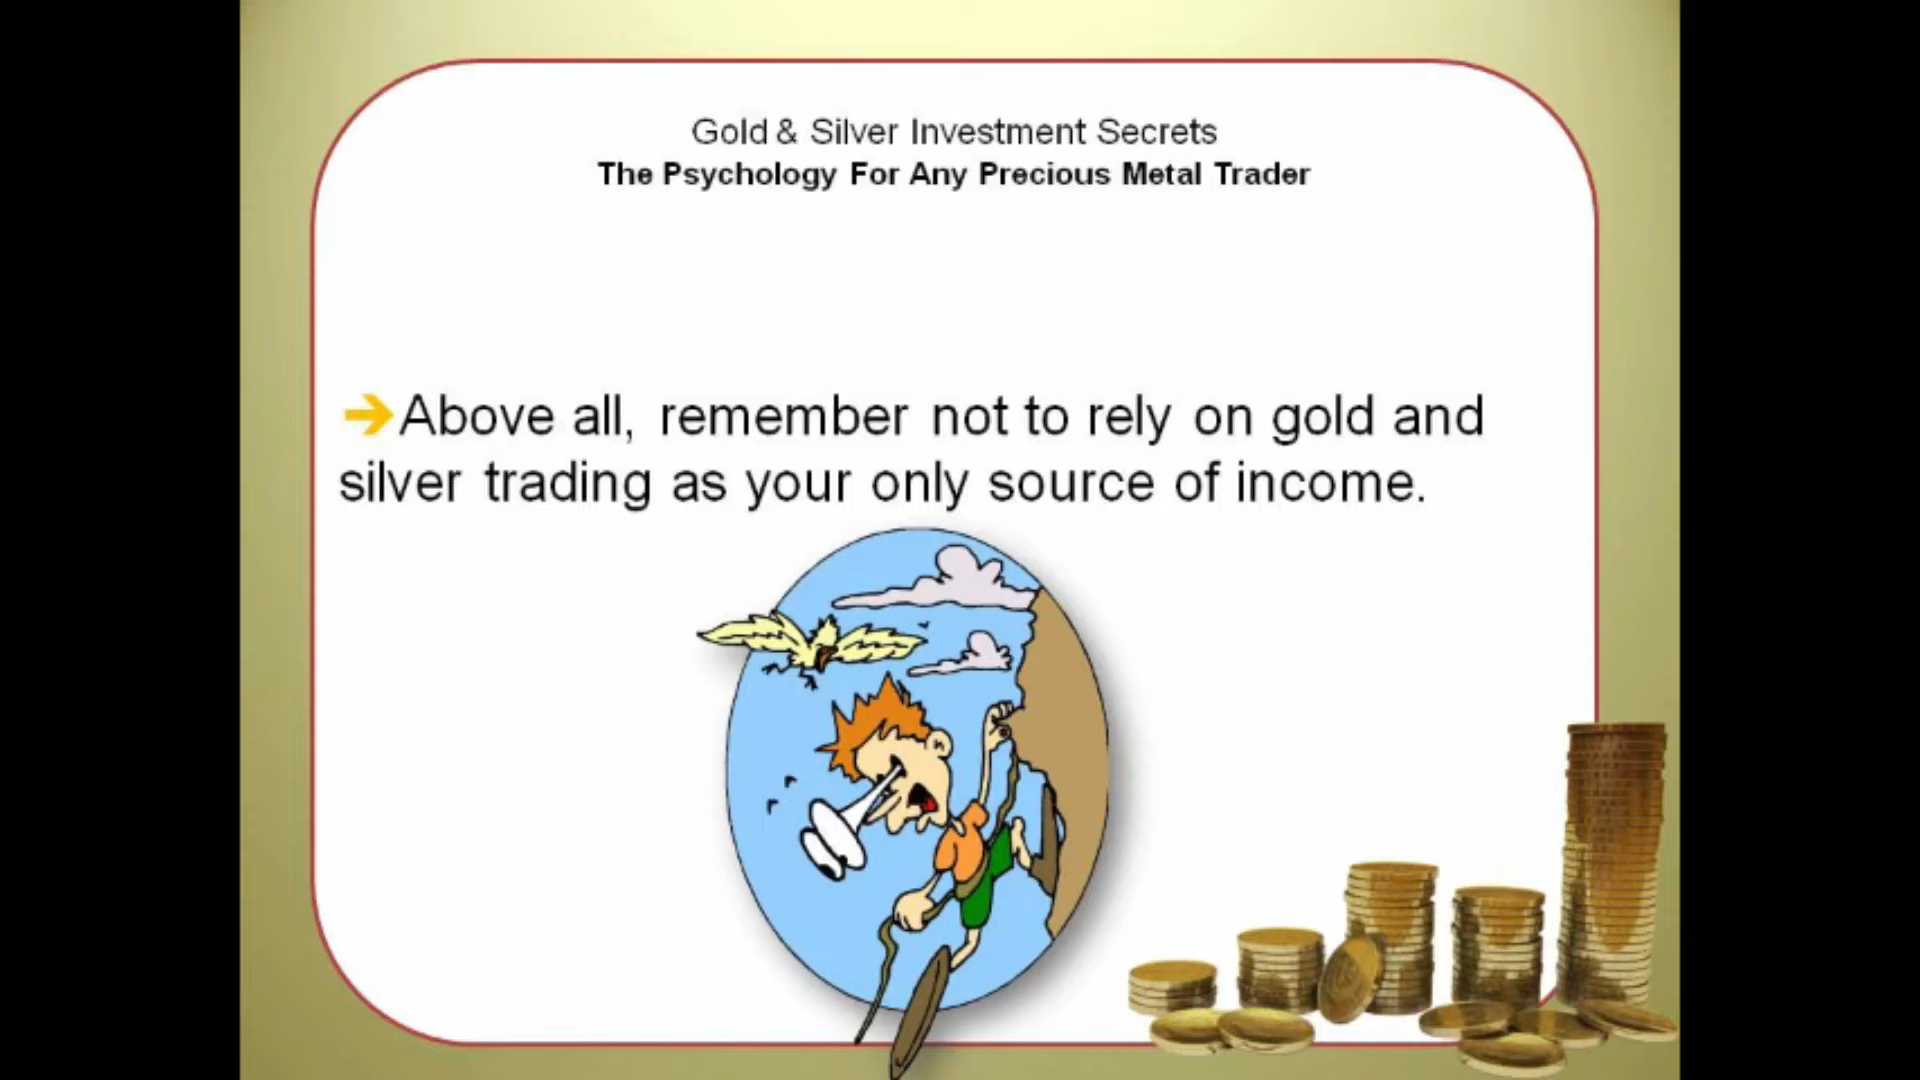 Gold & Silver Investment Secrets
The Psychology For Any Precious Metal Trader
➔Above all, remember not to rely on gold and
silver trading as your only source of income.